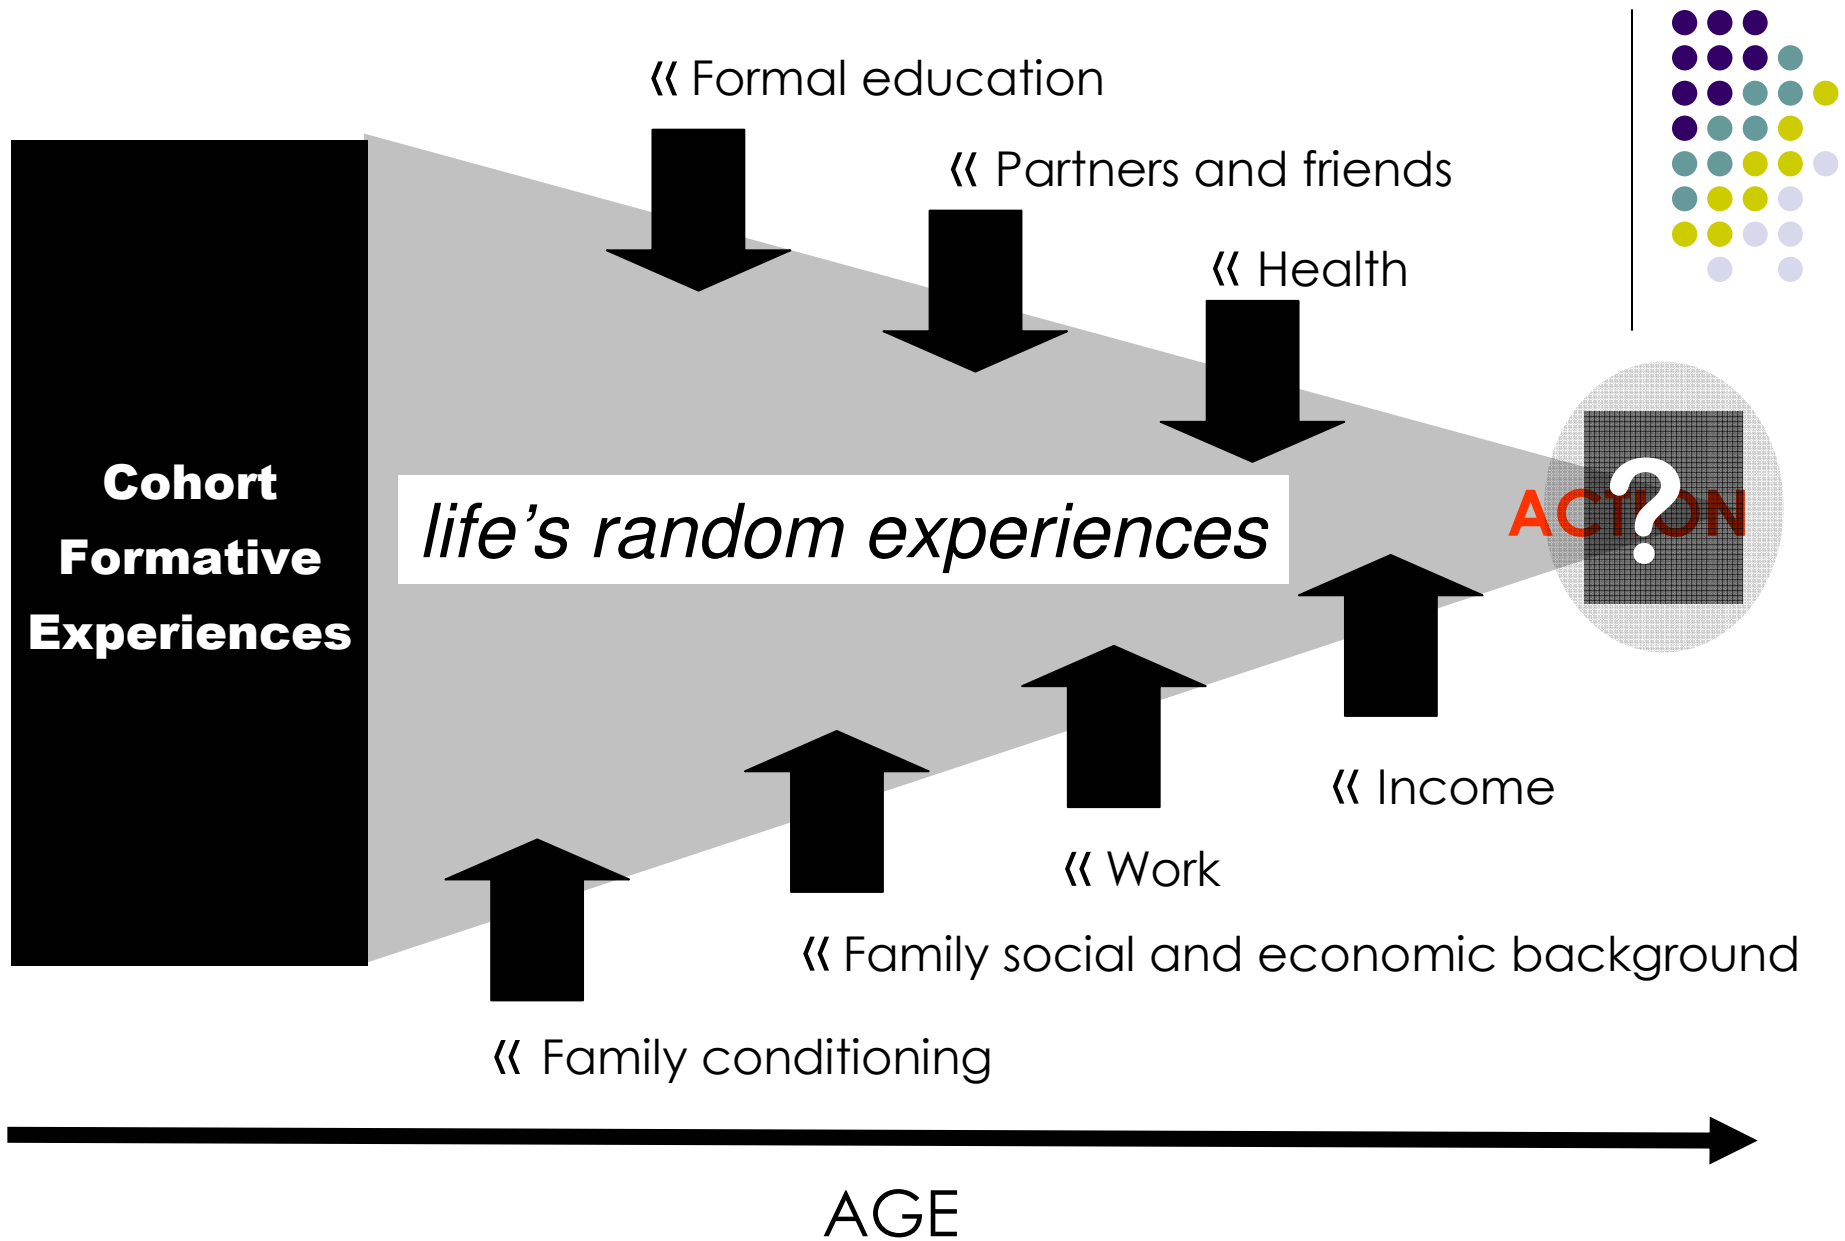 ⟪ Formal education
⟪ Partners and friends
⟪ Health
Cohort
Formative
Experiences
life's random experiences
ACTION
?
⟪ Income
⟪ Work
⟪ Family social and economic background
⟪ Family conditioning
AGE